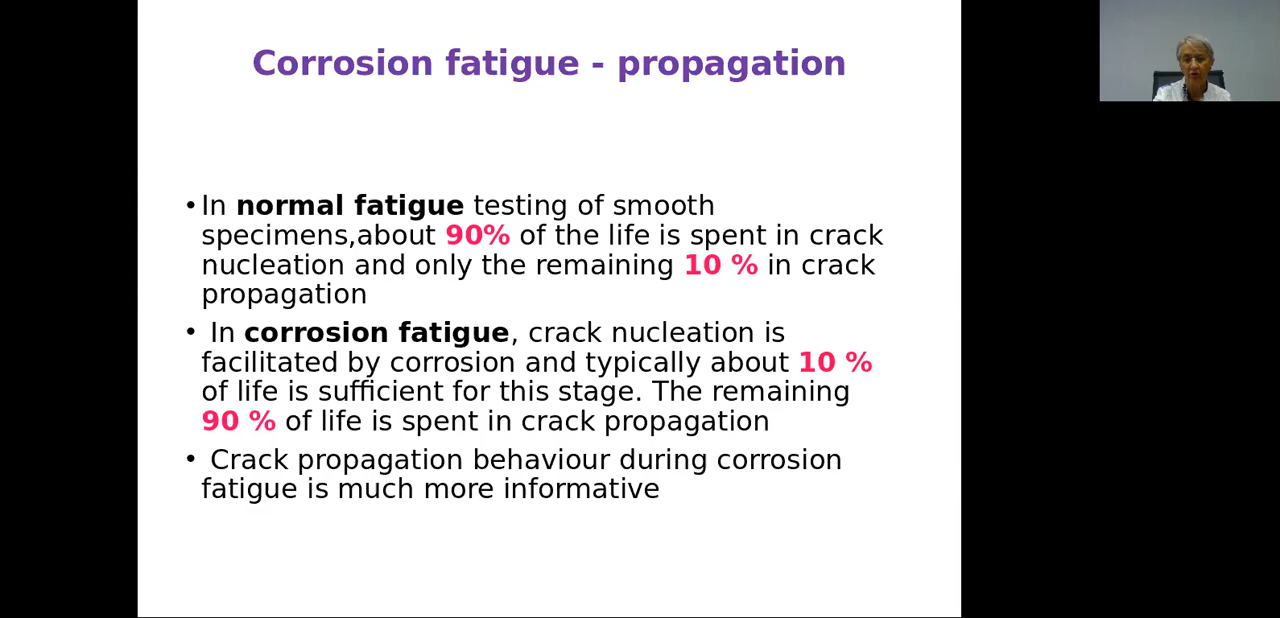 Corrosion fatigue - propagation
•In normal fatigue testing of smooth
specimens,about 90% of the life is spent in crack
nucleation and only the remaining 10 % in crack
propagation
• In corrosion fatigue, crack nucleation is
facilitated by corrosion and typically about 10 %
of life is sufficient for this stage. The remaining
90 % of life is spent in crack propagation
• Crack propagation behaviour during corrosion
fatigue is much more informative